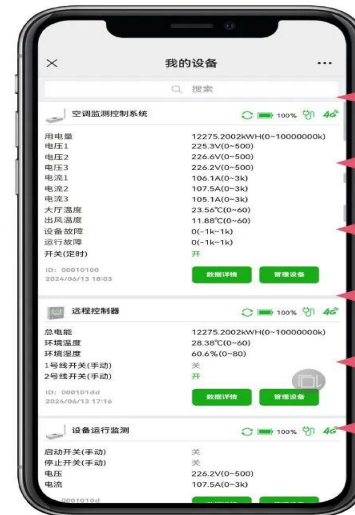 我的设备
搜索
空调监测控制系统 100% 4G
用电量 12275.2002kWH(0~10000000k)
电压1 225.3V(0~500)
电压2 226.6V(0~500)
电压3 226.2V(0~500)
电流1 106.1A(0~3k)
电流2 107.5A(0~3k)
电流3 105.1A(0~3k)
大厅温度 23.56℃(0~60)
出风温度 11.88℃(0~60)
设备故障 0(-1k~1k)
运行故障 0(-1k~1k)
开关(定时) 开
ID: 00010100
2024/06/13 18:03
数据详情 管理设备
远程控制器 100% 4G
总电能 12275.2002kWH(0~10000000k)
环境温度 28.38℃(0~60)
环境湿度 60.6%(0~80)
1号线开关(手动) 关
2号线开关(手动) 开
ID: 000101dd
2024/06/13 17:16
数据详情 管理设备
设备运行监测 100% 4G
启动开关(手动) 关
停止开关(手动) 关
电压 226.2V(0~500)
电流 107.5A(0~3k)